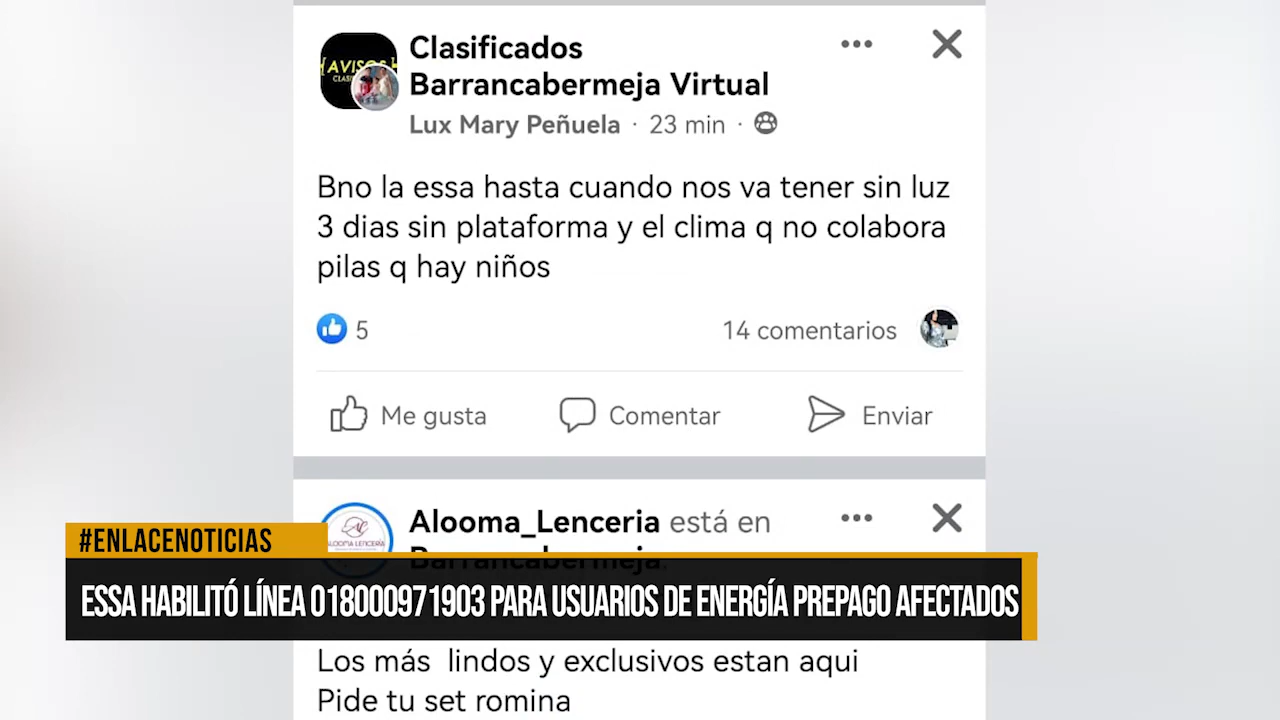 {AVISOS}
Clasificados
Barrancabermeja Virtual
Lux Mary Peñuela · 23 min ·
Bno la essa hasta cuando nos va tener sin luz
3 dias sin plataforma y el clima q no colabora
pilas q hay niños
5
14 comentarios
Me gusta
Comentar
Enviar
Alooma_Lenceria está en
Barrancabermeja.
#ENLACENOTICIAS
ESSA HABILITÓ LÍNEA 018000971903 PARA USUARIOS DE ENERGÍA PREPAGO AFECTADOS
Los más lindos y exclusivos estan aqui
Pide tu set romina